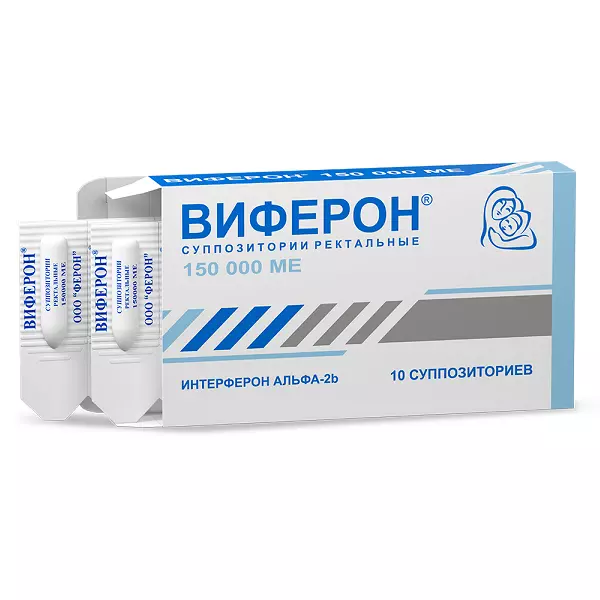 ВИФЕРОН® 150 000 МЕ
ВИФЕРОН®
СУППОЗИТОРИИ РЕКТАЛЬНЫЕ
150 000 МЕ
ИНТЕРФЕРОН АЛЬФА-2b
10 СУППОЗИТОРИЕВ
ВИФЕРОН®
СУППОЗИТОРИИ
РЕКТАЛЬНЫЕ
150000 МЕ
ООО "ФЕРОН"
ВИФЕРОН®
СУППОЗИТОРИИ
РЕКТАЛЬНЫЕ
150000 МЕ
ООО "ФЕРОН"